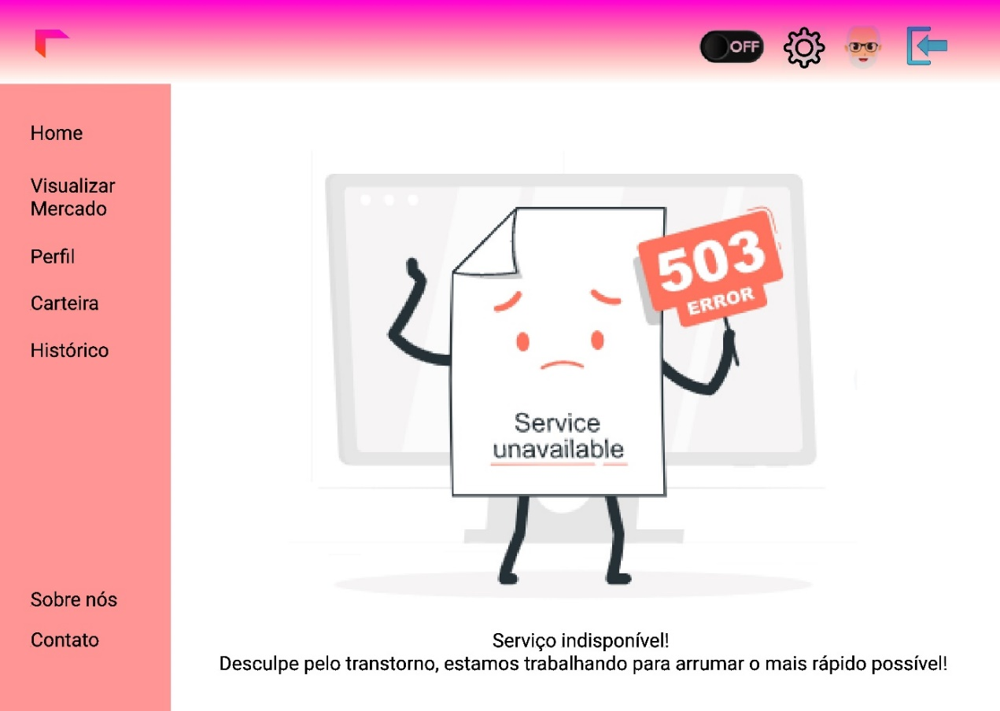 OFF
Home
Visualizar
Mercado
Perfil
Carteira
Histórico
Sobre nós
Contato
503
ERROR
Service
unavailable
Serviço indisponível!
Desculpe pelo transtorno, estamos trabalhando para arrumar o mais rápido possível!